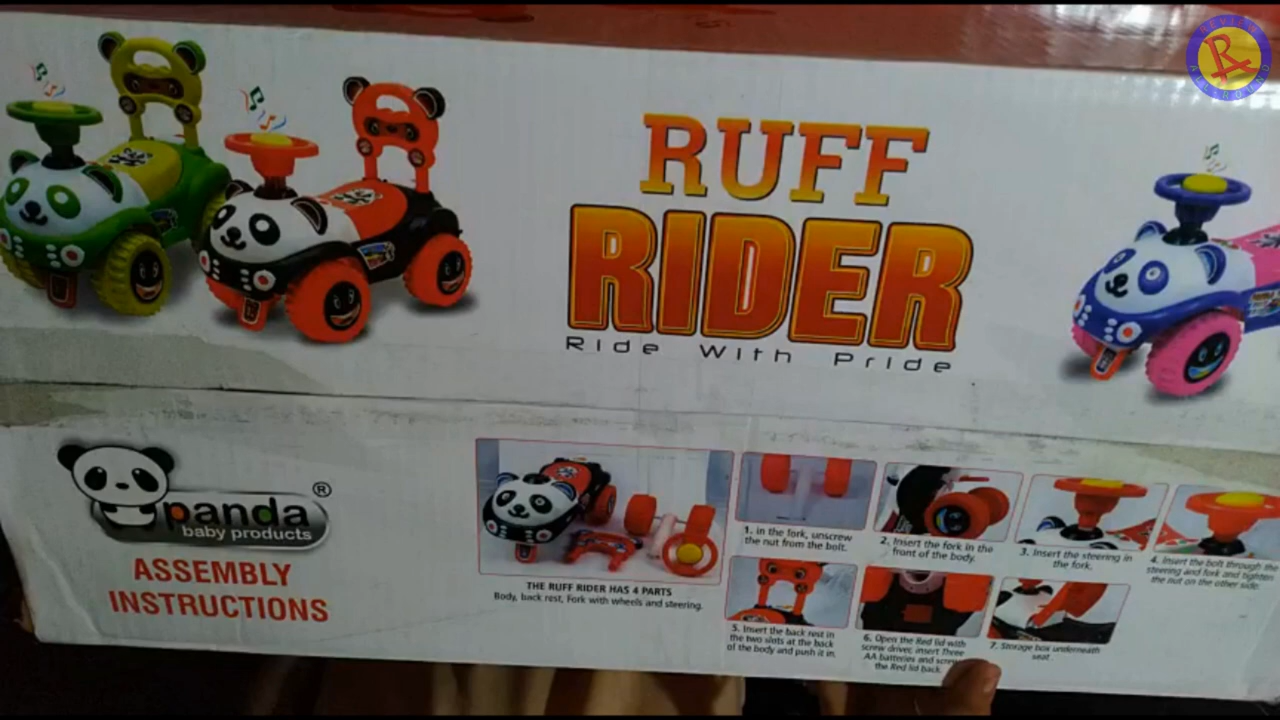 REVIEW
ALLROUND
RUFF
RIDER
Ride With Pride
panda ®
baby products
ASSEMBLY
INSTRUCTIONS
THE RUFF RIDER HAS 4 PARTS
Body, back rest, Fork with wheels and steering.
1. in the fork, unscrew
the nut from the bolt.
2. Insert the fork in the
front of the body.
3. Insert the steering in
the fork.
4. Insert the bolt through the
steering and fork and tighten
the nut on the other side.
5. Insert the back rest in
the two slots at the back
of the body and push it in.
6. Open the Red lid with
screw driver, insert Three
AA batteries and screw
the Red lid back.
7. Storage box underneath
seat.